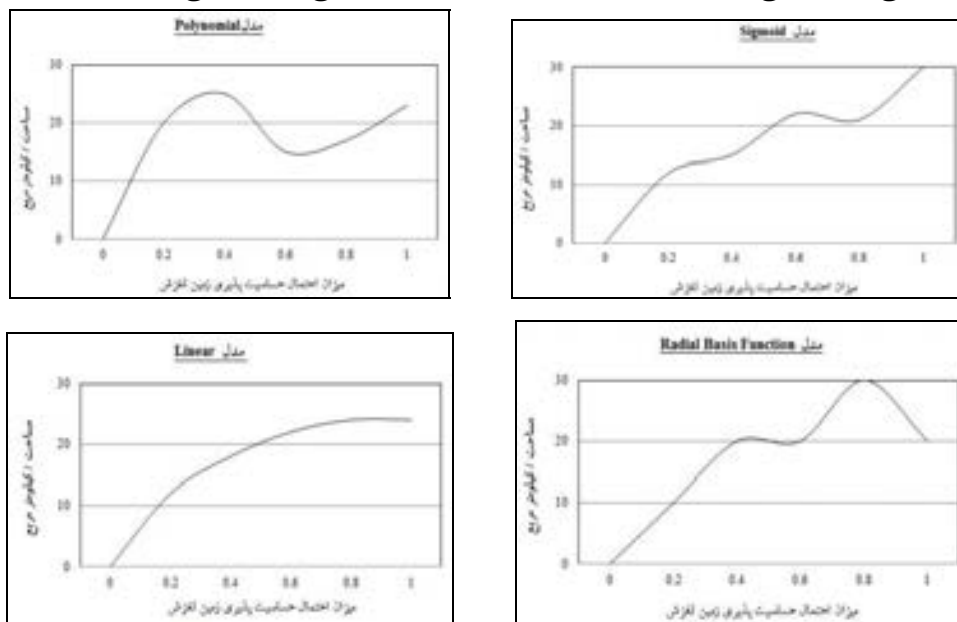 مدل Polynomial
30
20
10
0
0 0.2 0.4 0.6 0.8 1
مساحت / کیلومتر مربع
میزان احتمال حساسیت پذیری زمین لغزش
مدل Sigmoid
30
20
10
0
0 0.2 0.4 0.6 0.8 1
مساحت / کیلومتر مربع
میزان احتمال حساسیت پذیری زمین لغزش
مدل Linear
30
20
10
0
0 0.2 0.4 0.6 0.8 1
مساحت / کیلومتر مربع
میزان احتمال حساسیت پذیری زمین لغزش
مدل Radial Basis Function
30
20
10
0
0 0.2 0.4 0.6 0.8 1
مساحت / کیلومتر مربع
میزان احتمال حساسیت پذیری زمین لغزش